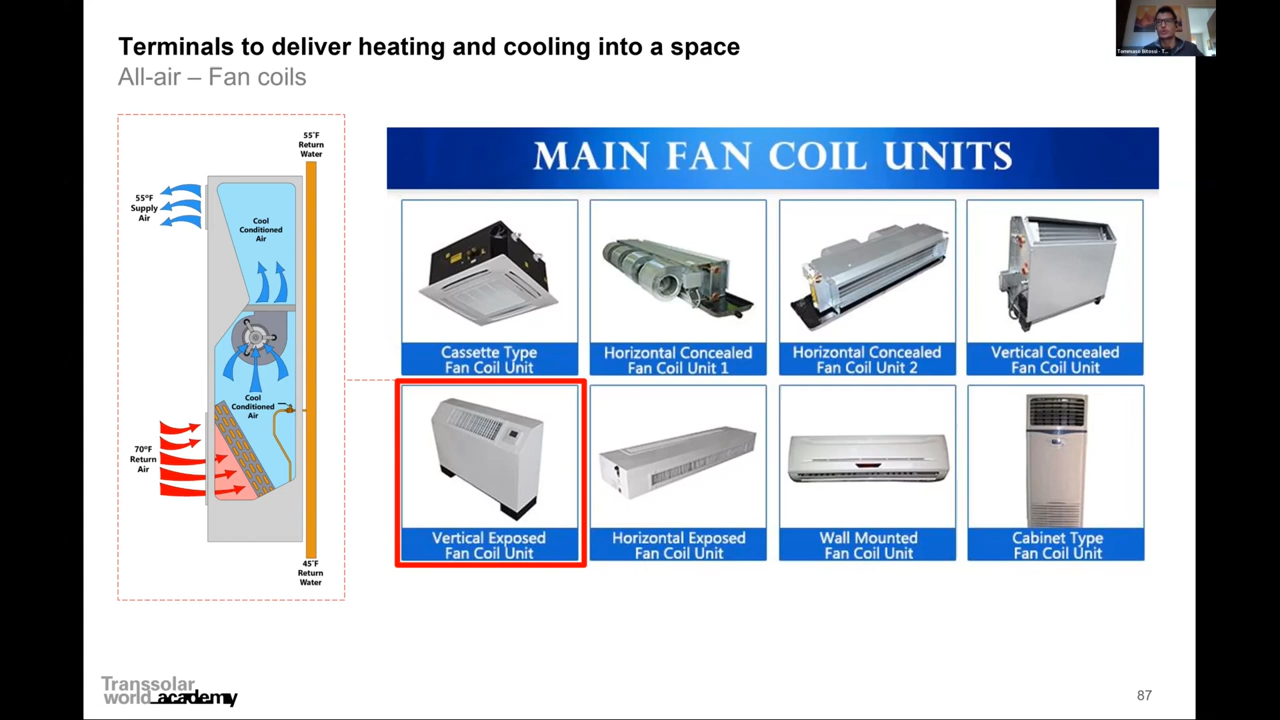 Terminals to deliver heating and cooling into a space
All-air – Fan coils
Tommaso Bitossi - T...
55°F
Return
Water
55°F
Supply
Air
Cool
Conditioned
Air
Cool
Conditioned
Air
70°F
Return
Air
45°F
Return
Water
MAIN FAN COIL UNITS
Cassette Type
Fan Coil Unit
Horizontal Concealed
Fan Coil Unit 1
Horizontal Concealed
Fan Coil Unit 2
Vertical Concealed
Fan Coil Unit
Vertical Exposed
Fan Coil Unit
Horizontal Exposed
Fan Coil Unit
Wall Mounted
Fan Coil Unit
Cabinet Type
Fan Coil Unit
Transsolar
world academy
87